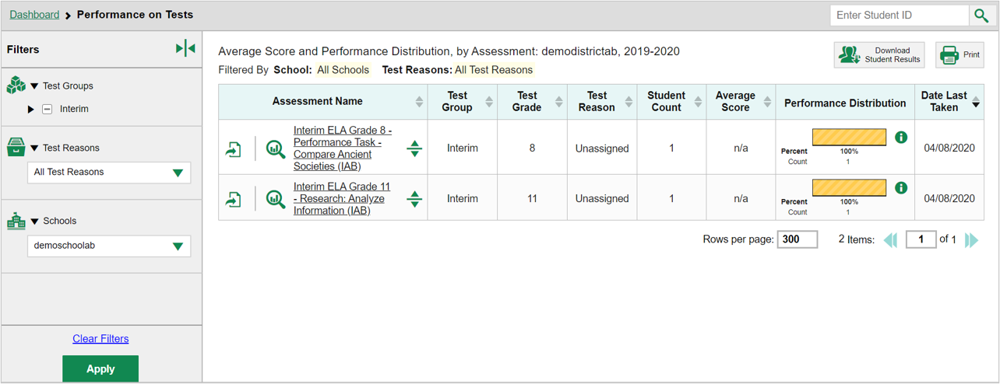 Dashboard > Performance on Tests
Enter Student ID
Filters
Test Groups
Interim
Test Reasons
All Test Reasons
Schools
demoschoolab
Clear Filters
Apply
Average Score and Performance Distribution, by Assessment: demodistrictab, 2019-2020
Filtered By School: All Schools Test Reasons: All Test Reasons
Download
Student Results
Print
Assessment Name
Test
Group
Test
Grade
Test
Reason
Student
Count
Average
Score
Performance Distribution
Date Last
Taken
Interim ELA Grade 8 -
Performance Task -
Compare Ancient
Societies (IAB)
Interim
8
Unassigned
1
n/a
Percent 100%
Count 1
04/08/2020
Interim ELA Grade 11
- Research: Analyze
Information (IAB)
Interim
11
Unassigned
1
n/a
Percent 100%
Count 1
04/08/2020
Rows per page: 300 2 Items: 1 of 1